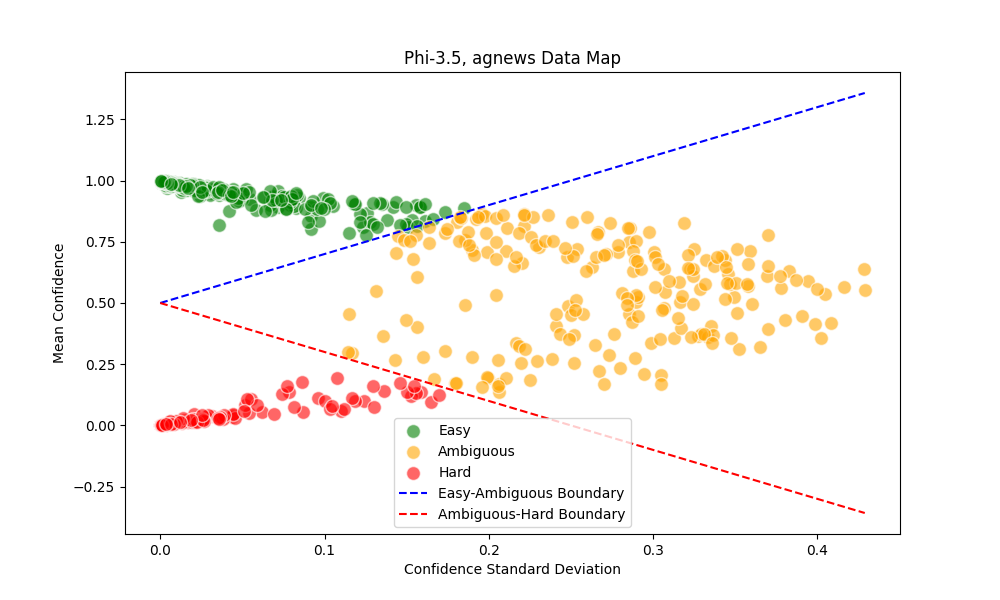 Phi-3.5, agnews Data Map
Mean Confidence
1.25
1.00
0.75
0.50
0.25
0.00
−0.25
Easy
Ambiguous
Hard
Easy-Ambiguous Boundary
Ambiguous-Hard Boundary
0.0 0.1 0.2 0.3 0.4
Confidence Standard Deviation